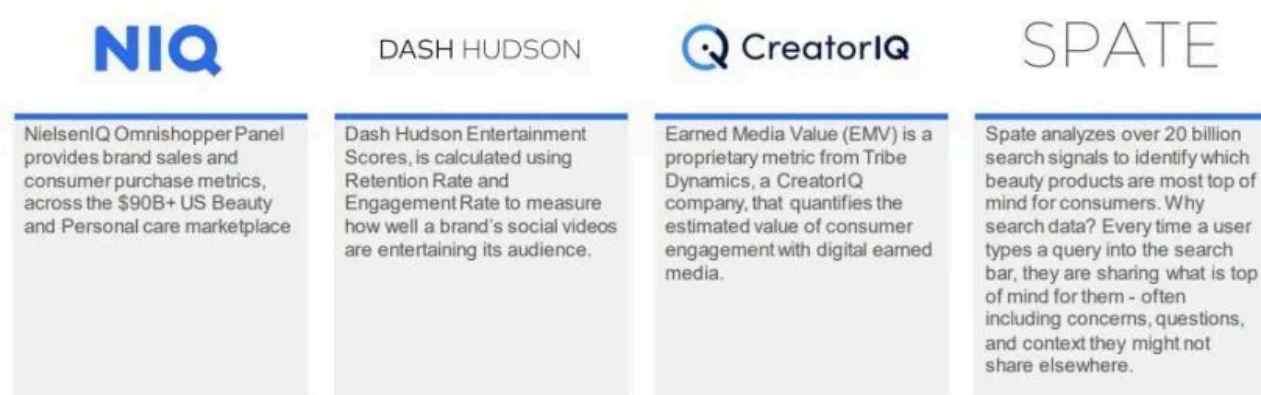 NIQ
DASH HUDSON
CreatorIQ
SPATE
NielsenIQ Omnishopper Panel
provides brand sales and
consumer purchase metrics,
across the $90B+ US Beauty
and Personal care marketplace
Dash Hudson Entertainment
Scores, is calculated using
Retention Rate and
Engagement Rate to measure
how well a brand's social videos
are entertaining its audience.
Earned Media Value (EMV) is a
proprietary metric from Tribe
Dynamics, a CreatorIQ
company, that quantifies the
estimated value of consumer
engagement with digital earned
media.
Spate analyzes over 20 billion
search signals to identify which
beauty products are most top of
mind for consumers. Why
search data? Every time a user
types a query into the search
bar, they are sharing what is top
of mind for them - often
including concerns, questions,
and context they might not
share elsewhere.